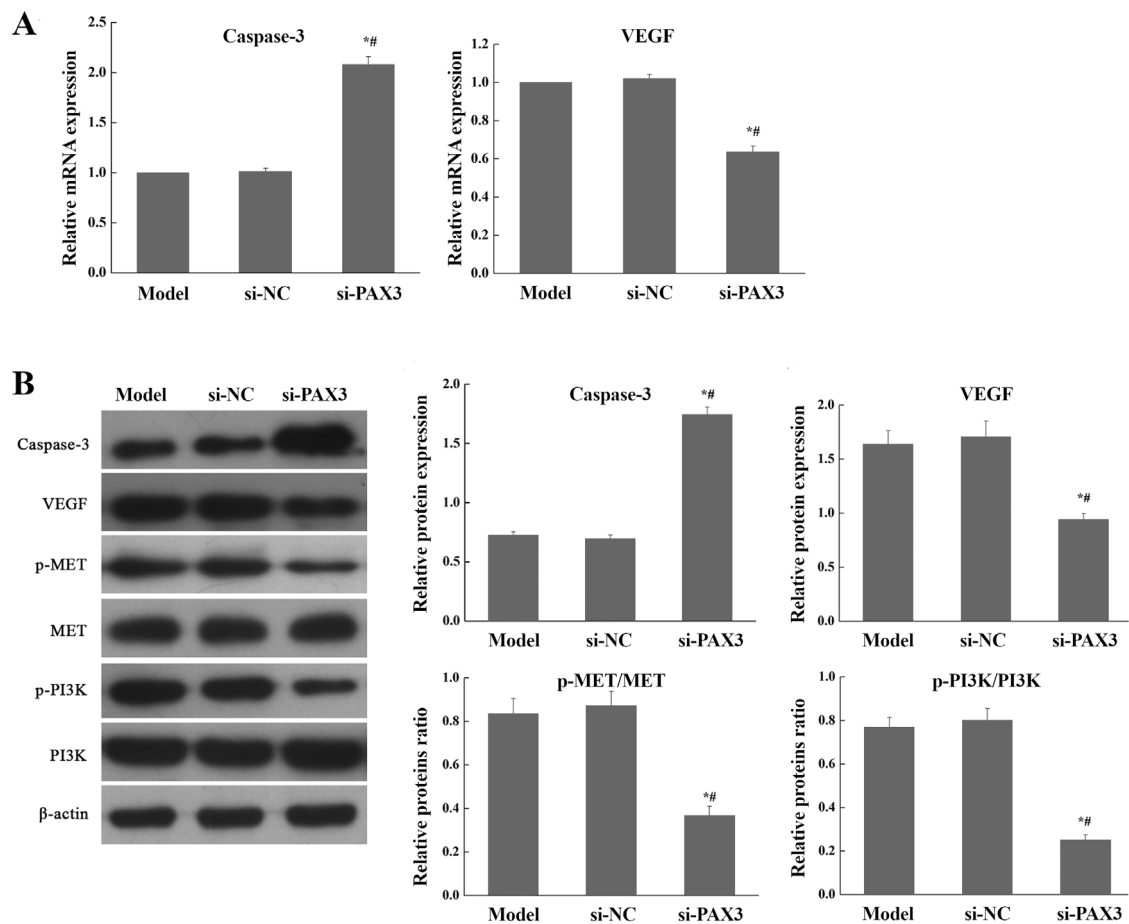 A
Caspase-3
2.5
2.0
1.5
1.0
0.5
0.0
Relative mRNA expression
*#
Model si-NC si-PAX3
VEGF
1.2
1.0
0.8
0.6
0.4
0.2
0.0
Relative mRNA expression
*#
Model si-NC si-PAX3
B
Model si-NC si-PAX3
Caspase-3
VEGF
p-MET
MET
p-PI3K
PI3K
β-actin
Caspase-3
2.0
1.5
1.0
0.5
0.0
Relative protein expression
*#
Model si-NC si-PAX3
VEGF
2.0
1.5
1.0
0.5
0.0
Relative protein expression
*#
Model si-NC si-PAX3
p-MET/MET
1.0
0.8
0.6
0.4
0.2
0.0
Relative proteins ratio
*#
Model si-NC si-PAX3
p-PI3K/PI3K
1.0
0.8
0.6
0.4
0.2
0.0
Relative proteins ratio
*#
Model si-NC si-PAX3